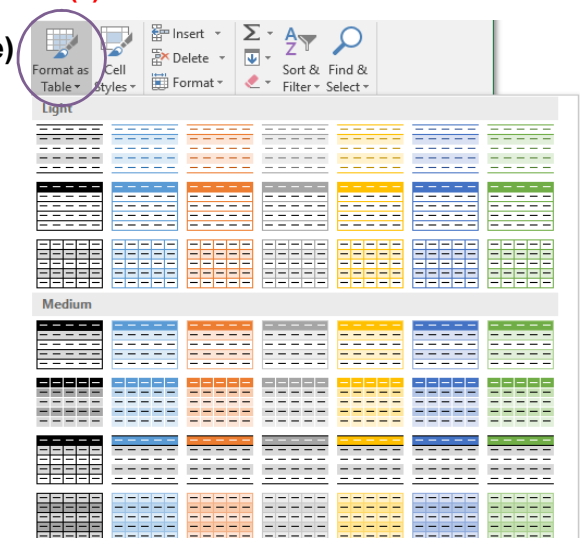 e)
Format as Table
Cell Styles
Insert
Delete
Format
Sort & Filter
Find & Select
Light
Medium